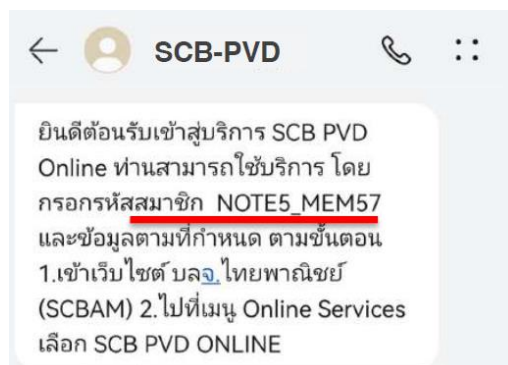 SCB-PVD
ยินดีต้อนรับเข้าสู่บริการ SCB PVD
Online ท่านสามารถใช้บริการ โดย
กรอกรหัสสมาชิก NOTE5_MEM57
และข้อมูลตามที่กำหนด ตามขั้นตอน
1.เข้าเว็บไซต์ บลจ.ไทยพาณิชย์
(SCBAM) 2.ไปที่เมนู Online Services
เลือก SCB PVD ONLINE